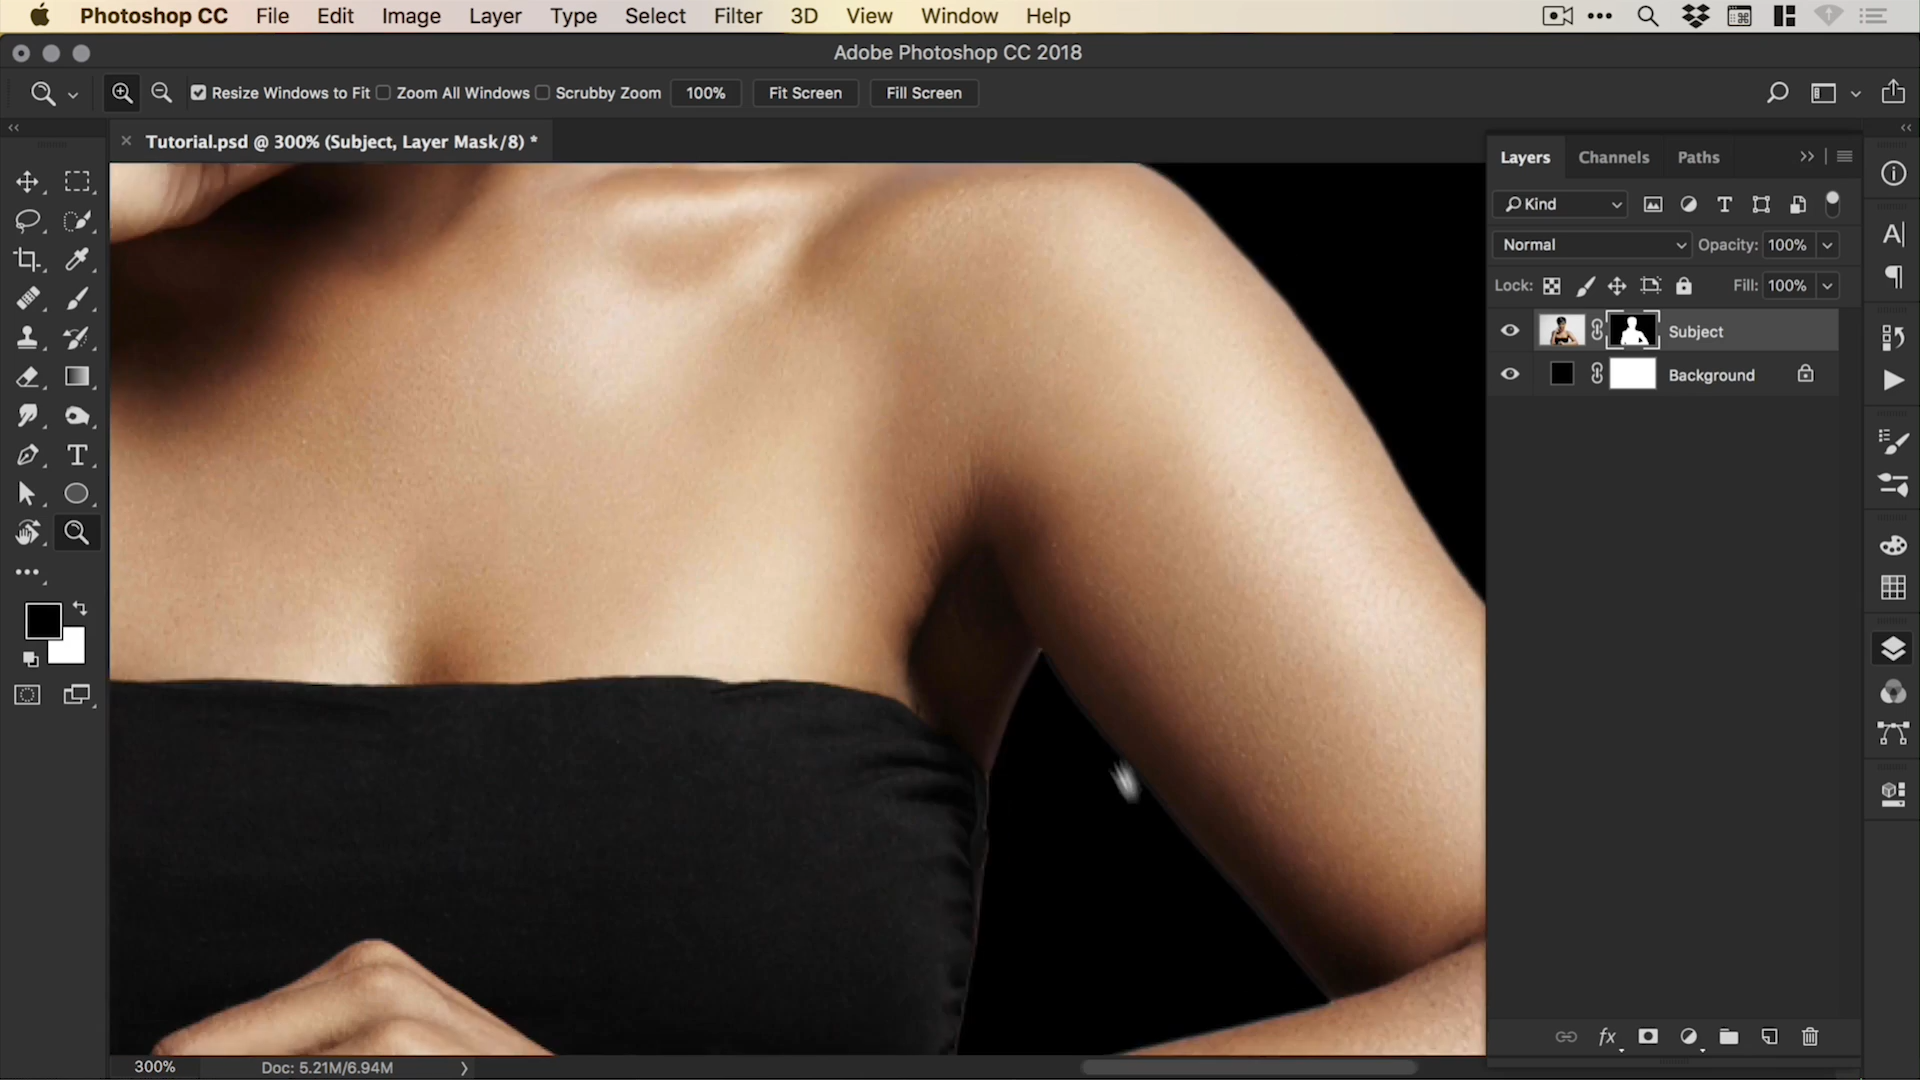 Photoshop CC File Edit Image Layer Type Select Filter 3D View Window Help
Adobe Photoshop CC 2018
Resize Windows to Fit Zoom All Windows Scrubby Zoom 100% Fit Screen Fill Screen
Tutorial.psd @ 300% (Subject, Layer Mask/8) *
Layers Channels Paths
Kind
Normal Opacity: 100%
Lock: Fill: 100%
Subject
Background
300% Doc: 5.21M/6.94M